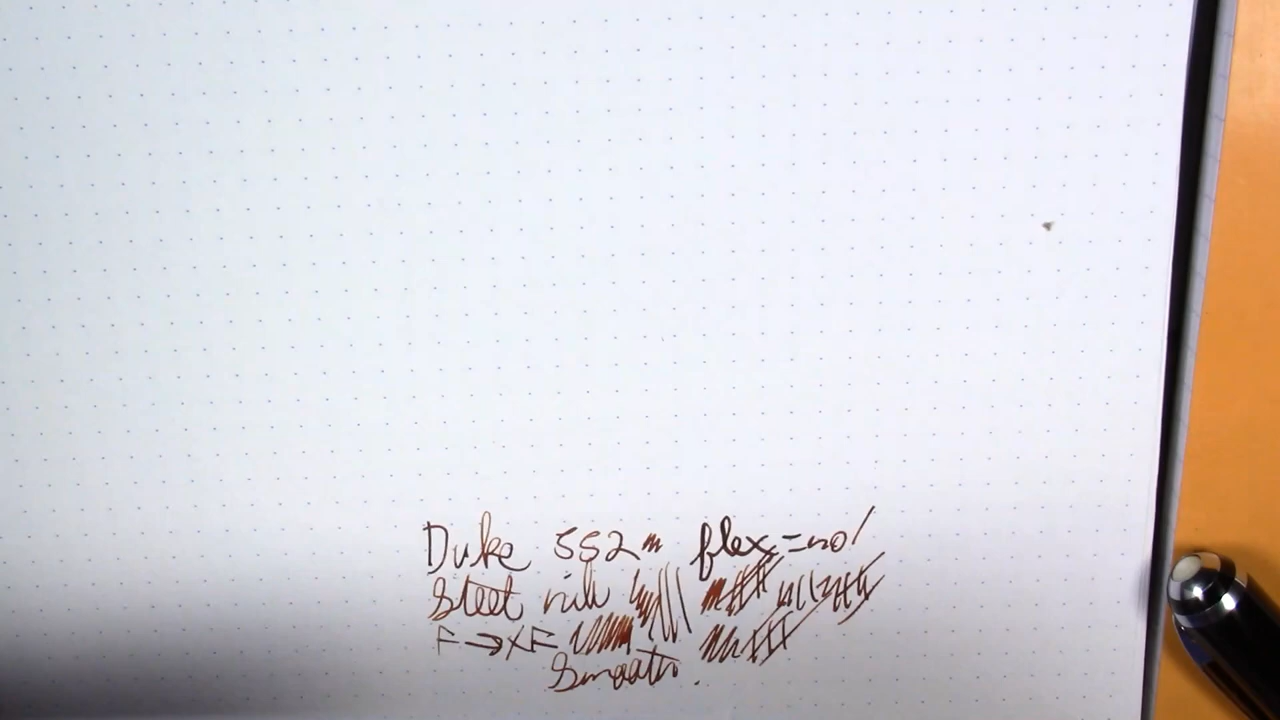 Duke 552 flex = no!
Steel nib
F → XF
Smooth.